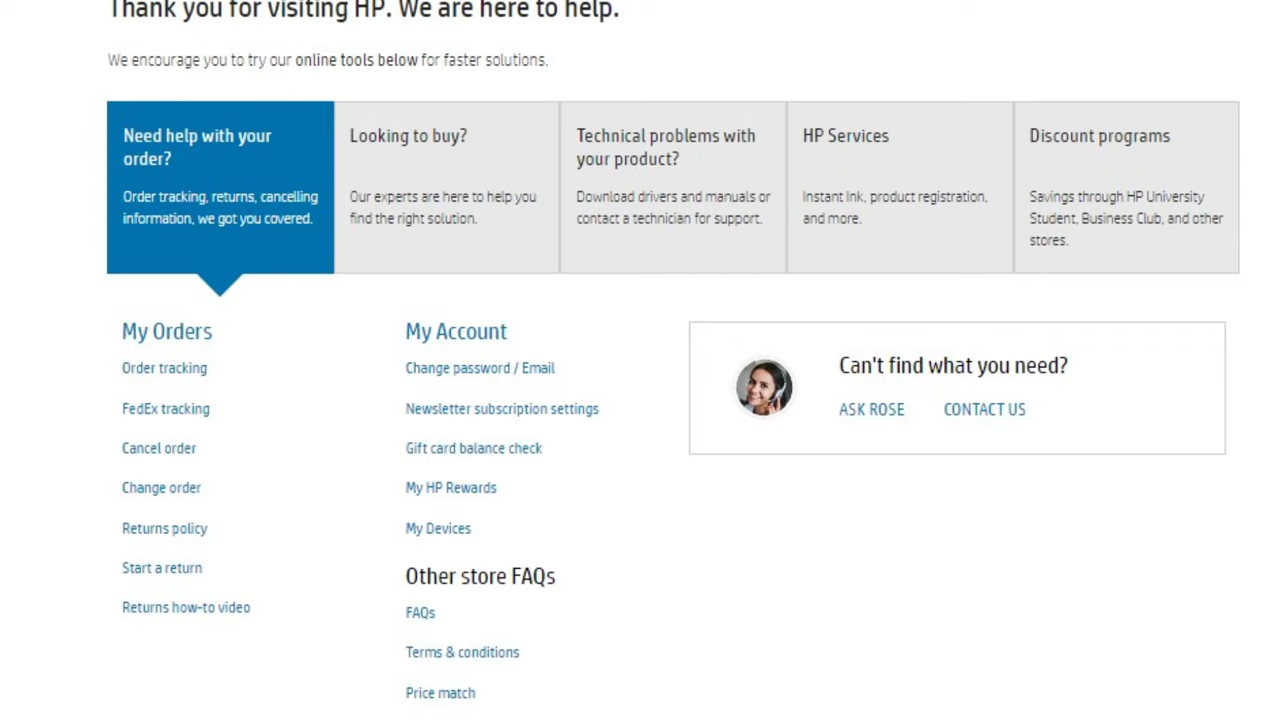 Thank you for visiting HP. We are here to help.
We encourage you to try our online tools below for faster solutions.
Need help with your
order?
Order tracking, returns, cancelling
information, we got you covered.
Looking to buy?
Our experts are here to help you
find the right solution.
Technical problems with
your product?
Download drivers and manuals or
contact a technician for support.
HP Services
Instant Ink, product registration,
and more.
Discount programs
Savings through HP University
Student, Business Club, and other
stores.
My Orders
Order tracking
FedEx tracking
Cancel order
Change order
Returns policy
Start a return
Returns how-to video
My Account
Change password / Email
Newsletter subscription settings
Gift card balance check
My HP Rewards
My Devices
Other store FAQs
FAQs
Terms & conditions
Price match
Can't find what you need?
ASK ROSE CONTACT US